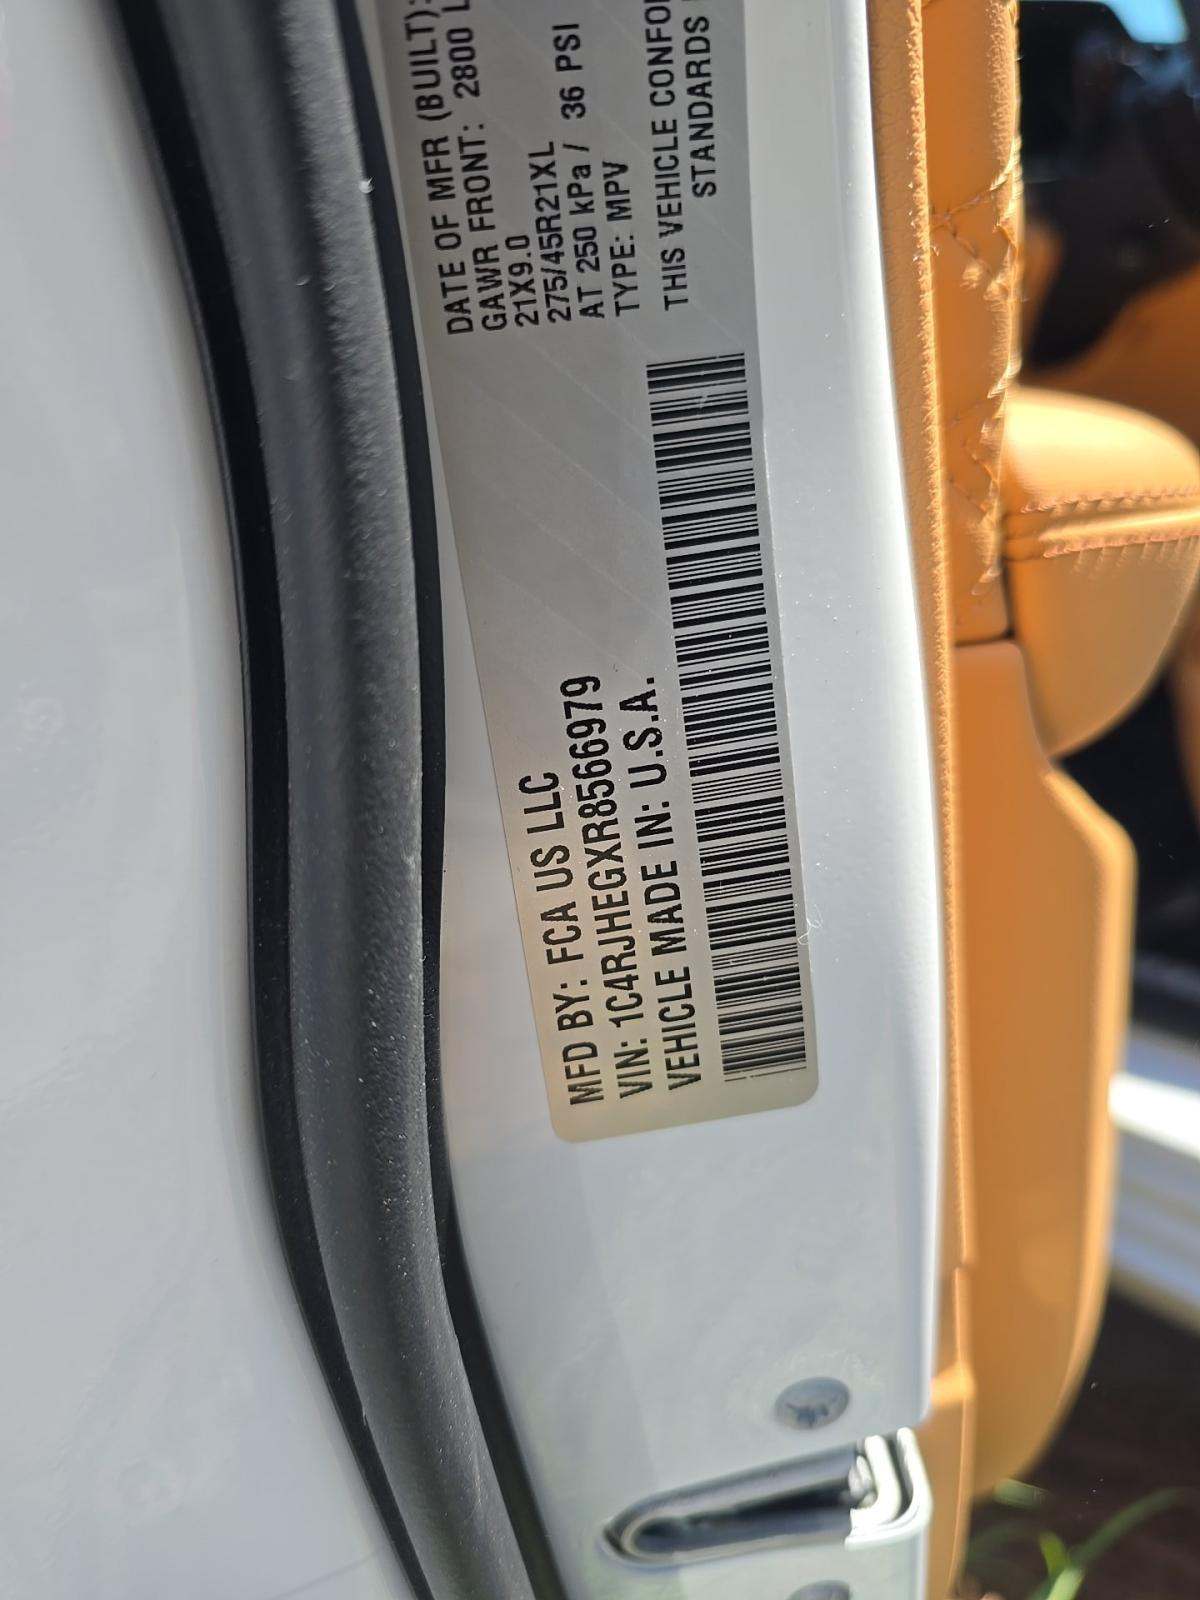 MFD BY: FCA US LLC
VIN: 1C4RJHEGXR8566979
VEHICLE MADE IN: U.S.A.
DATE OF MFR (BUILT):
GAWR FRONT: 2800 L
21X9.0
275/45R21XL
AT 250 kPa / 36 PSI
TYPE: MPV
THIS VEHICLE CONFO
STANDARDS